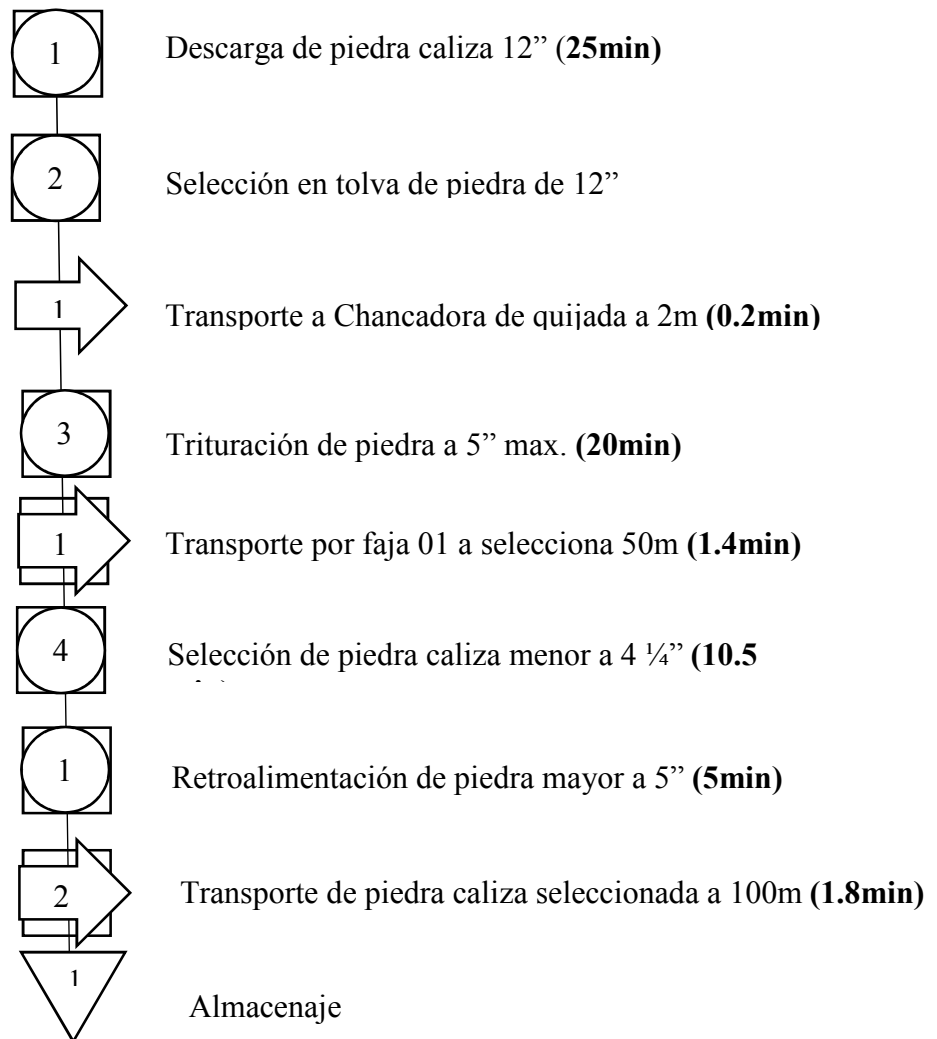 1
Descarga de piedra caliza 12” (25min)
2
Selección en tolva de piedra de 12”
1
Transporte a Chancadora de quijada a 2m (0.2min)
3
Trituración de piedra a 5” max. (20min)
1
Transporte por faja 01 a selecciona 50m (1.4min)
4
Selección de piedra caliza menor a 4 ¼” (10.5
1
Retroalimentación de piedra mayor a 5” (5min)
2
Transporte de piedra caliza seleccionada a 100m (1.8min)
1
Almacenaje